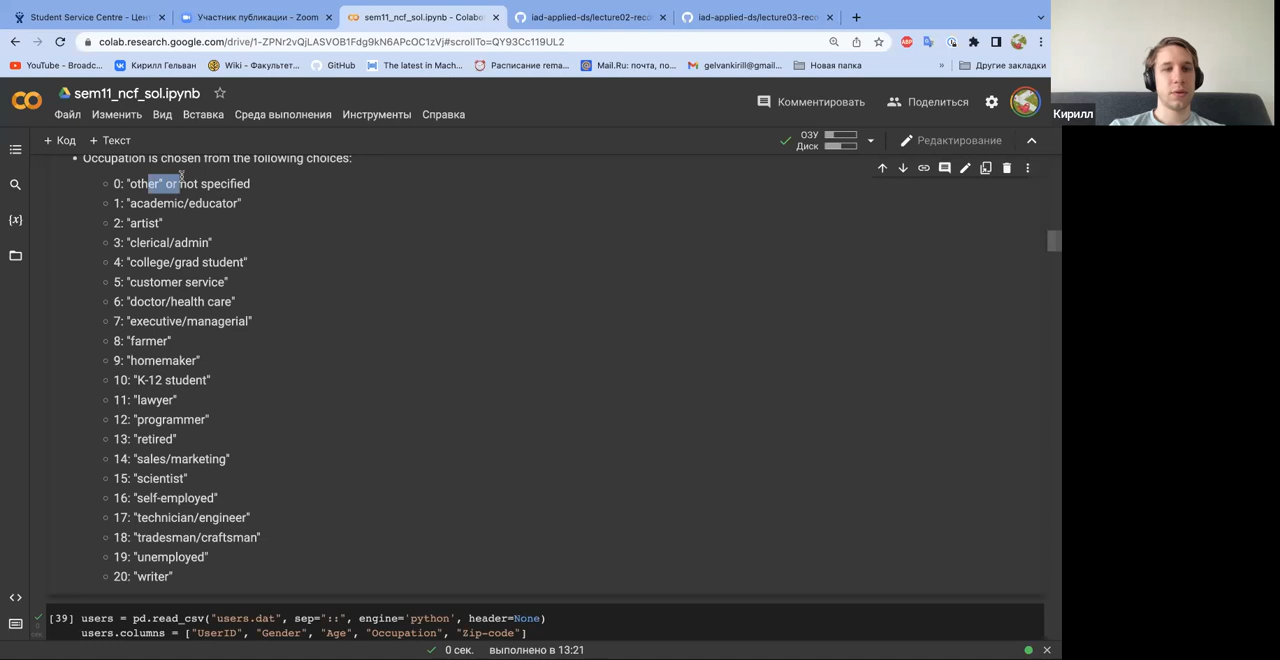 Student Service Centre - Цент
Участник публикации - Zoom
sem11_ncf_sol.ipynb - Colabo
iad-applied-ds/lecture02-reco
iad-applied-ds/lecture03-reco
colab.research.google.com/drive/1-ZPNr2vQjLASVOB1Fdg9kN6APcOC1zVj#scrollTo=QY93Cc119UL2
YouTube - Broadc...
Кирилл Гельван
Wiki - Факультет...
GitHub
The latest in Mach...
Расписание rema...
Mail.Ru: почта, по...
gelvankirill@gmail....
Новая папка
»
Другие закладки
sem11_ncf_sol.ipynb
Комментировать
Поделиться
Кирилл
Файл Изменить Вид Вставка Среда выполнения Инструменты Справка
+ Код + Текст
ОЗУ
Диск
Редактирование
• Occupation is chosen from the following choices:
0: "other" or not specified
1: "academic/educator"
2: "artist"
3: "clerical/admin"
4: "college/grad student"
5: "customer service"
6: "doctor/health care"
7: "executive/managerial"
8: "farmer"
9: "homemaker"
10: "K-12 student"
11: "lawyer"
12: "programmer"
13: "retired"
14: "sales/marketing"
15: "scientist"
16: "self-employed"
17: "technician/engineer"
18: "tradesman/craftsman"
19: "unemployed"
20: "writer"
[39] users = pd.read_csv("users.dat", sep="::", engine='python', header=None)
users.columns = ["UserID", "Gender", "Age", "Occupation", "Zip-code"]
0 сек. выполнено в 13:21